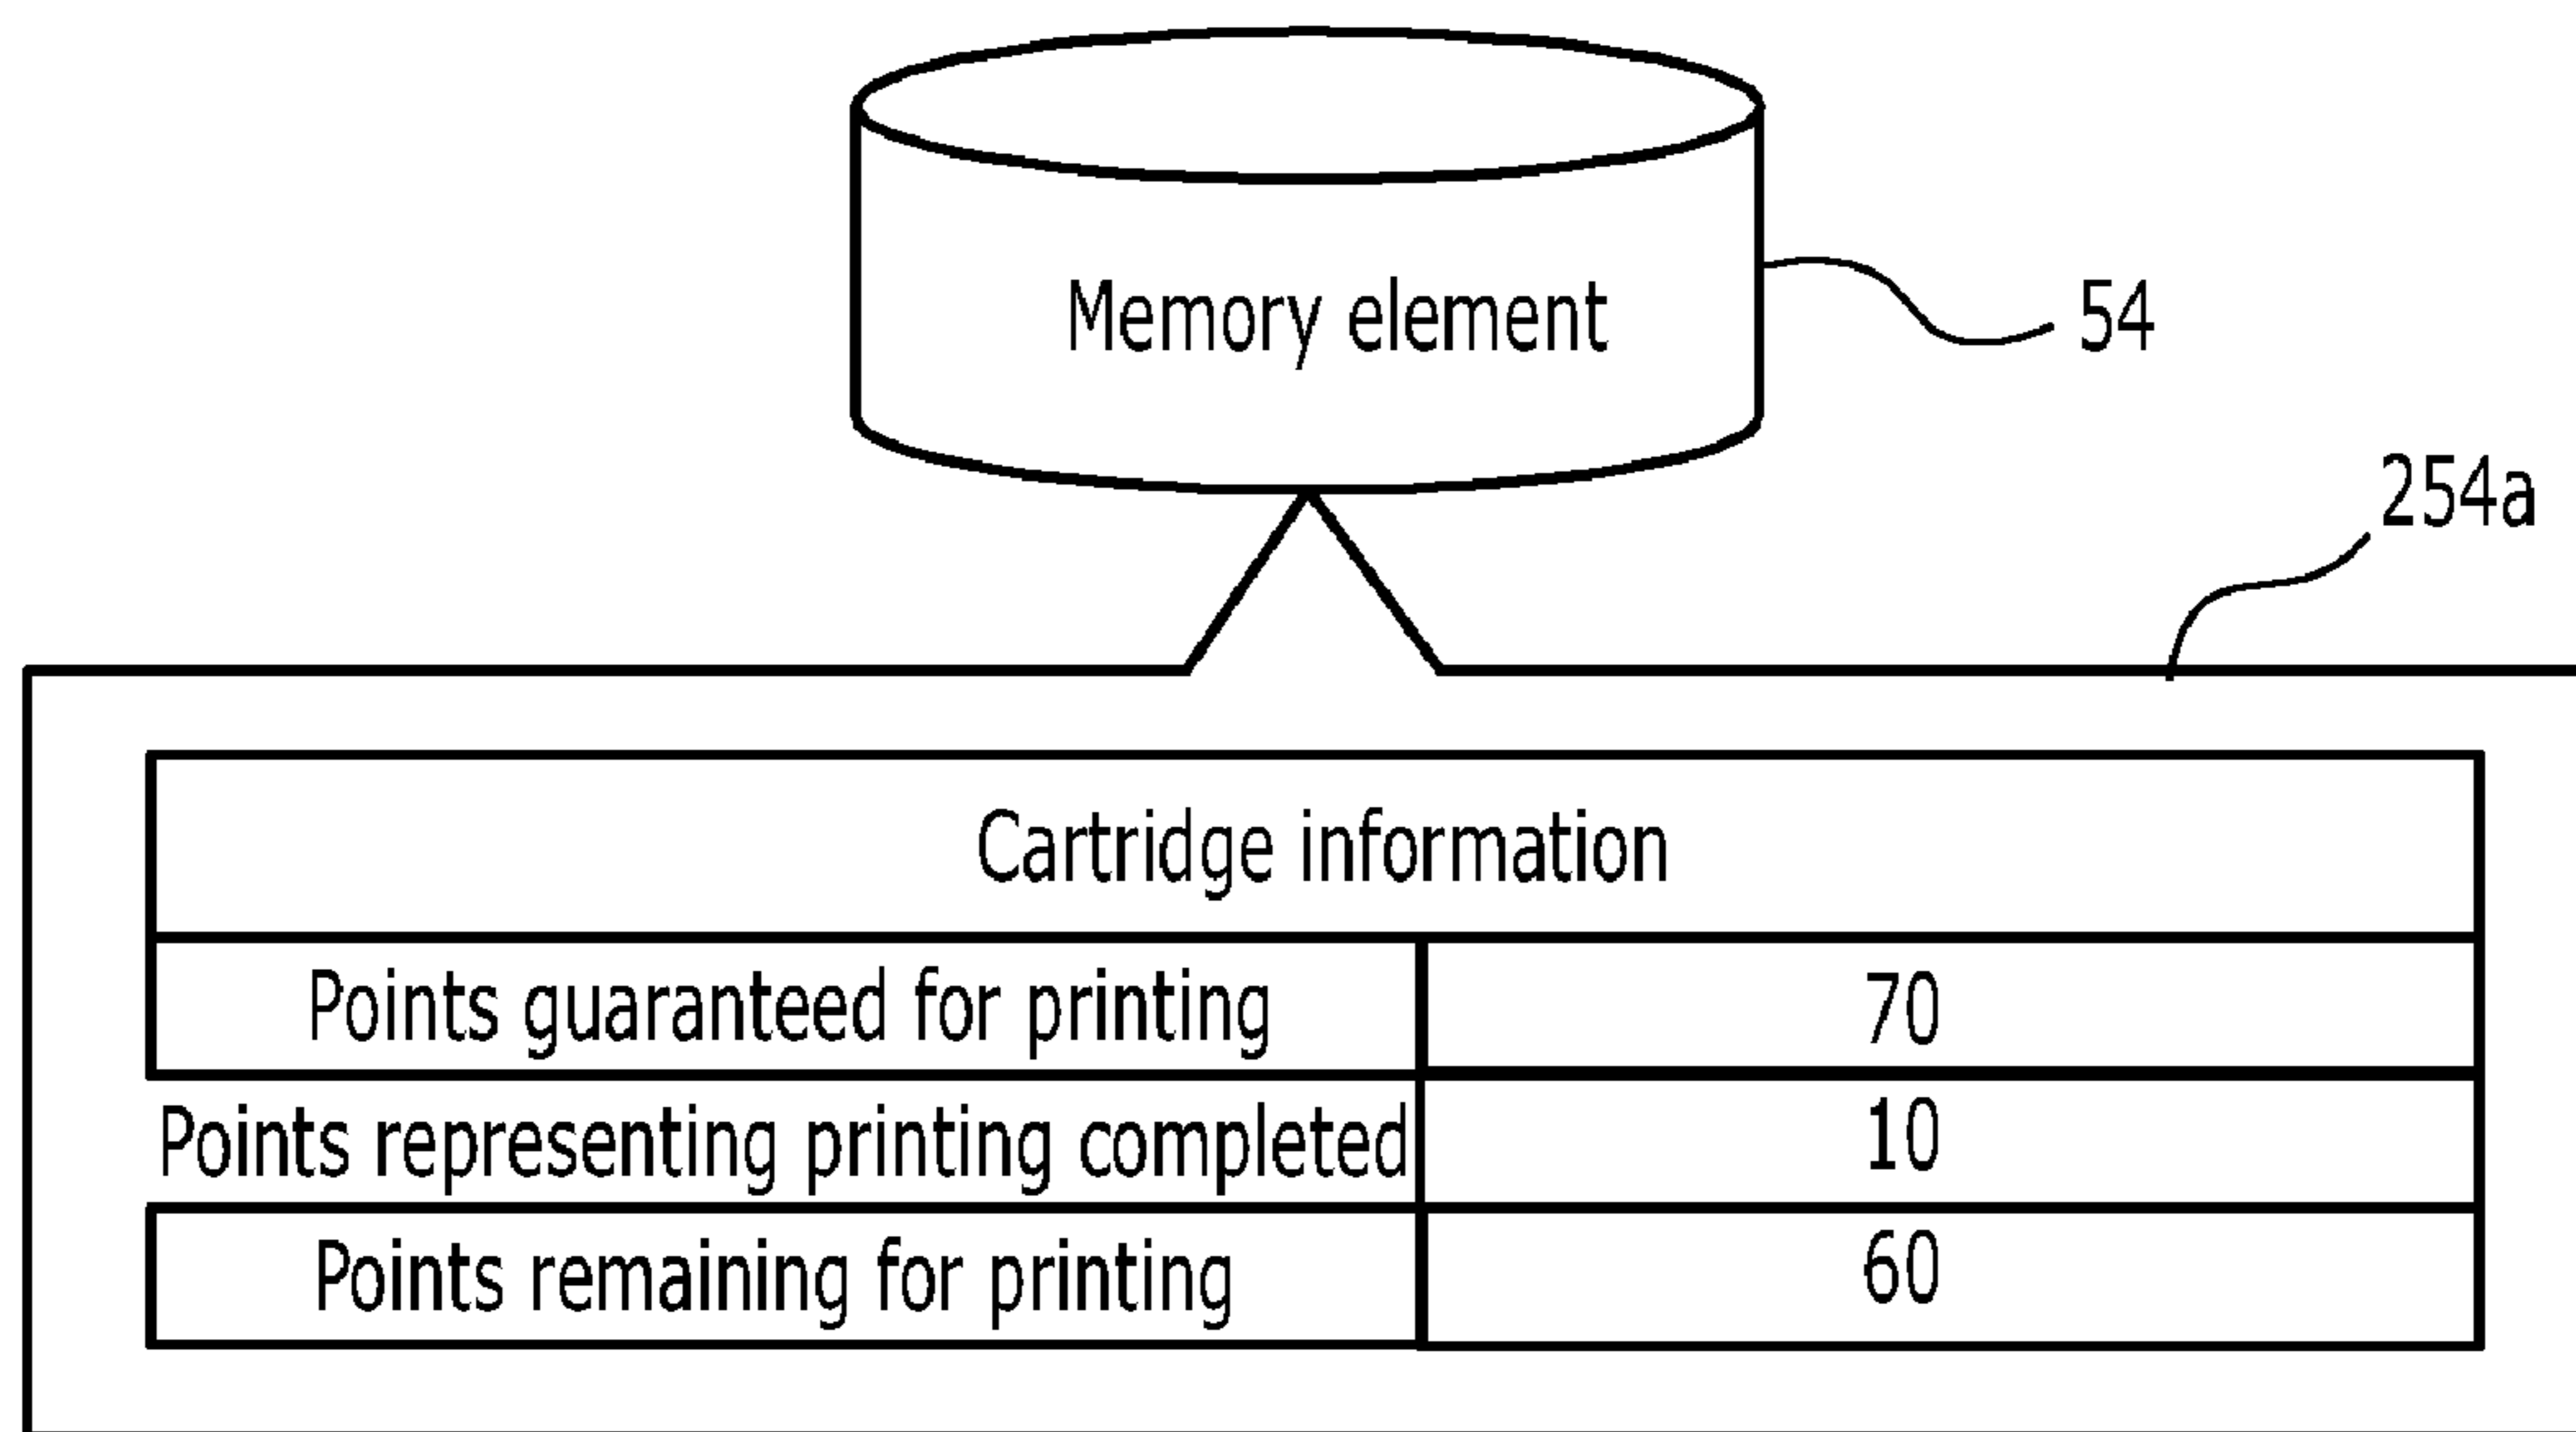 Memory element
54
254a
Cartridge information
Points guaranteed for printing 70
Points representing printing completed 10
Points remaining for printing 60